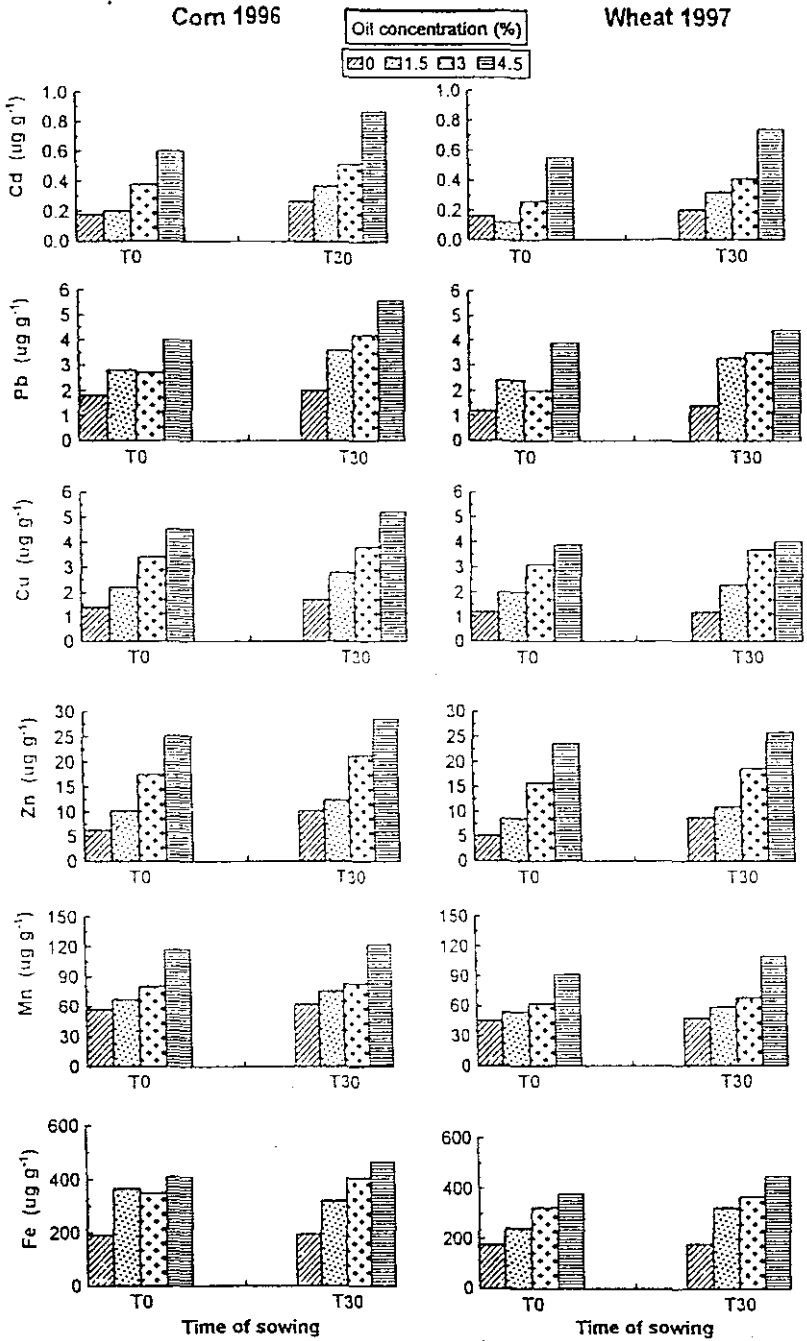 Corn 1996
Oil concentration (%)
Wheat 1997
0 1.5 3 4.5
Cd (ug g⁻¹)
1.0
0.8
0.6
0.4
0.2
0.0
T0
T30
1.0
0.8
0.6
0.4
0.2
0.0
T0
T30
Pb (ug g⁻¹)
6
5
4
3
2
1
0
T0
T30
6
5
4
3
2
1
0
T0
T30
Cu (ug g⁻¹)
6
5
4
3
2
1
0
T0
T30
6
5
4
3
2
1
0
T0
T30
Zn (ug g⁻¹)
30
25
20
15
10
5
0
T0
T30
30
25
20
15
10
5
0
T0
T30
Mn (ug g⁻¹)
150
120
90
60
30
0
T0
T30
150
120
90
60
30
0
T0
T30
Fe (ug g⁻¹)
600
400
200
0
T0
T30
Time of sowing
600
400
200
0
T0
T30
Time of sowing